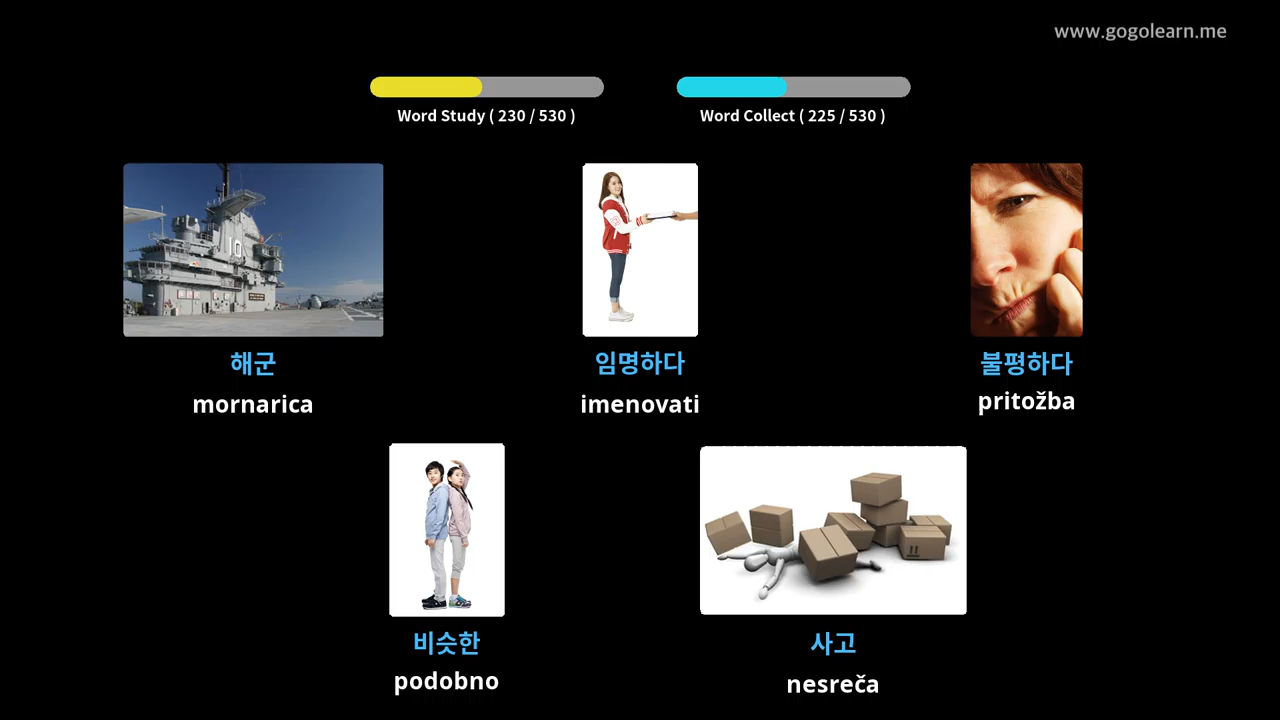 www.gogolearn.me
Word Study ( 230 / 530 )
Word Collect ( 225 / 530 )
10
해군
mornarica
임명하다
imenovati
불평하다
pritožba
비슷한
podobno
사고
nesreča